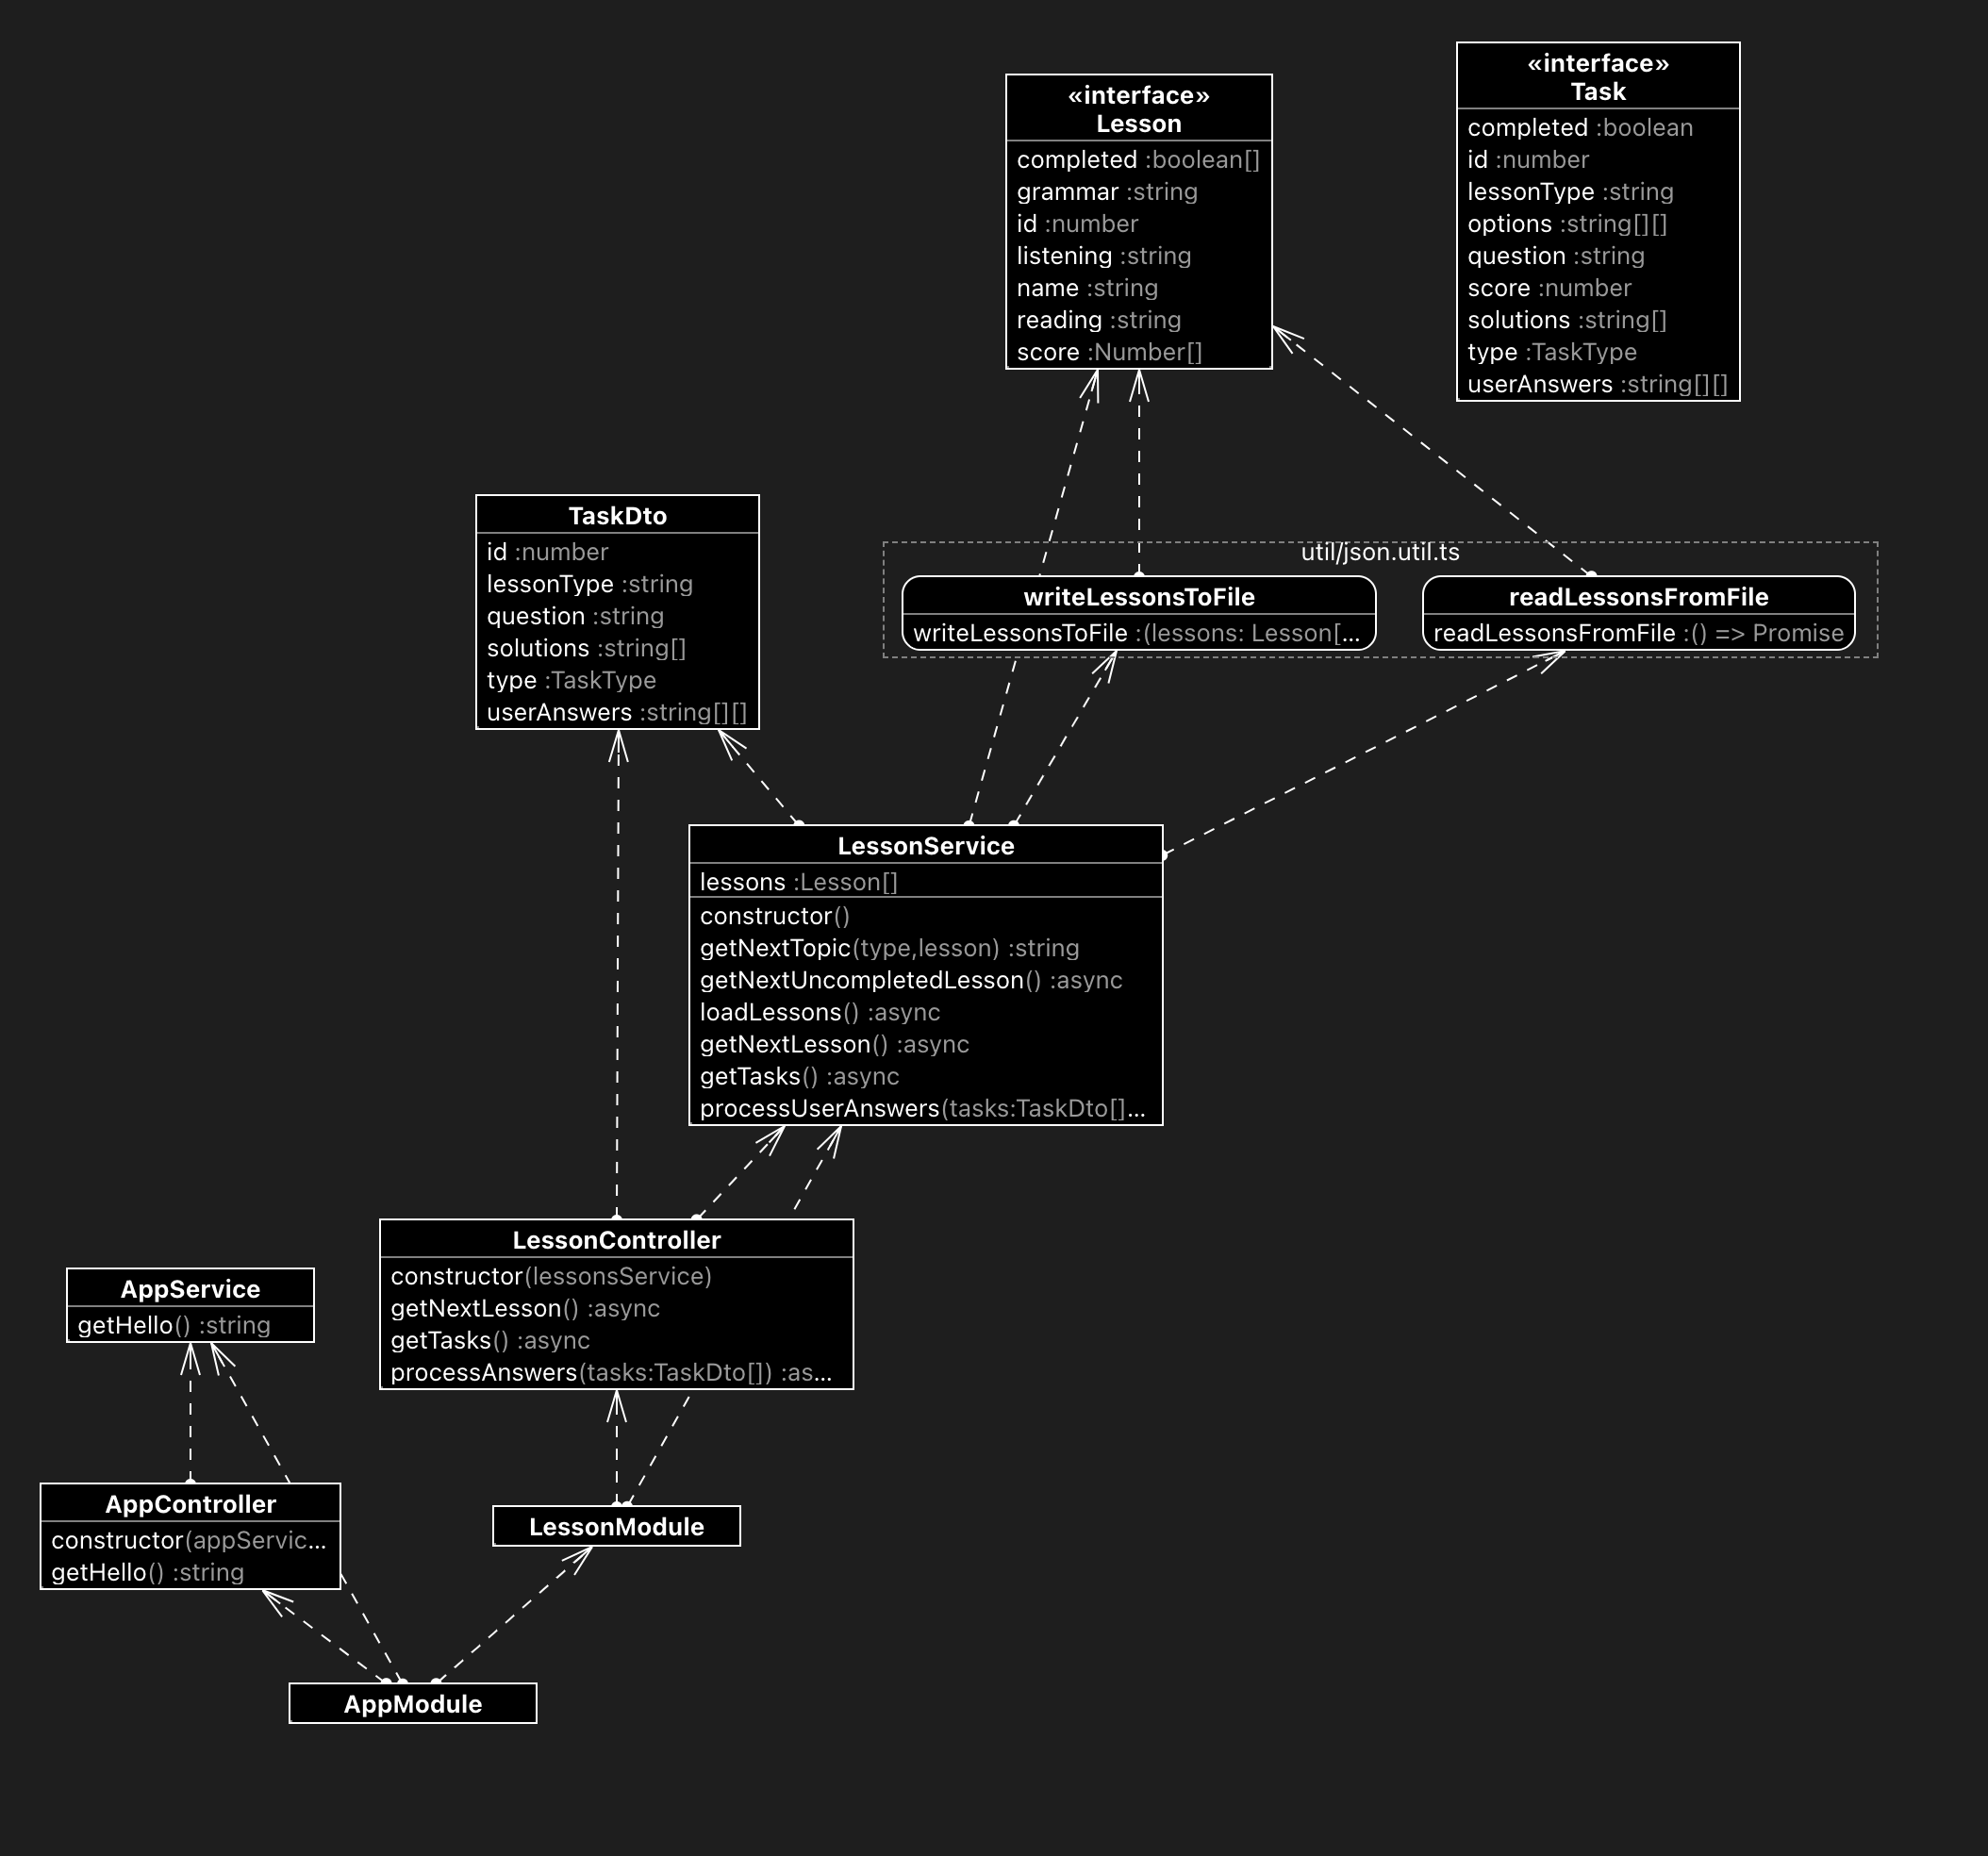 «interface»
Lesson
completed :boolean[]
grammar :string
id :number
listening :string
name :string
reading :string
score :Number[]
«interface»
Task
completed :boolean
id :number
lessonType :string
options :string[][]
question :string
score :number
solutions :string[]
type :TaskType
userAnswers :string[][]
TaskDto
id :number
lessonType :string
question :string
solutions :string[]
type :TaskType
userAnswers :string[][]
util/json.util.ts
writeLessonsToFile
writeLessonsToFile :(lessons: Lesson[...
readLessonsFromFile
readLessonsFromFile :() => Promise
LessonService
lessons :Lesson[]
constructor()
getNextTopic(type,lesson) :string
getNextUncompletedLesson() :async
loadLessons() :async
getNextLesson() :async
getTasks() :async
processUserAnswers(tasks:TaskDto[]...
LessonController
constructor(lessonsService)
getNextLesson() :async
getTasks() :async
processAnswers(tasks:TaskDto[]) :as...
AppService
getHello() :string
AppController
constructor(appServic...
getHello() :string
LessonModule
AppModule